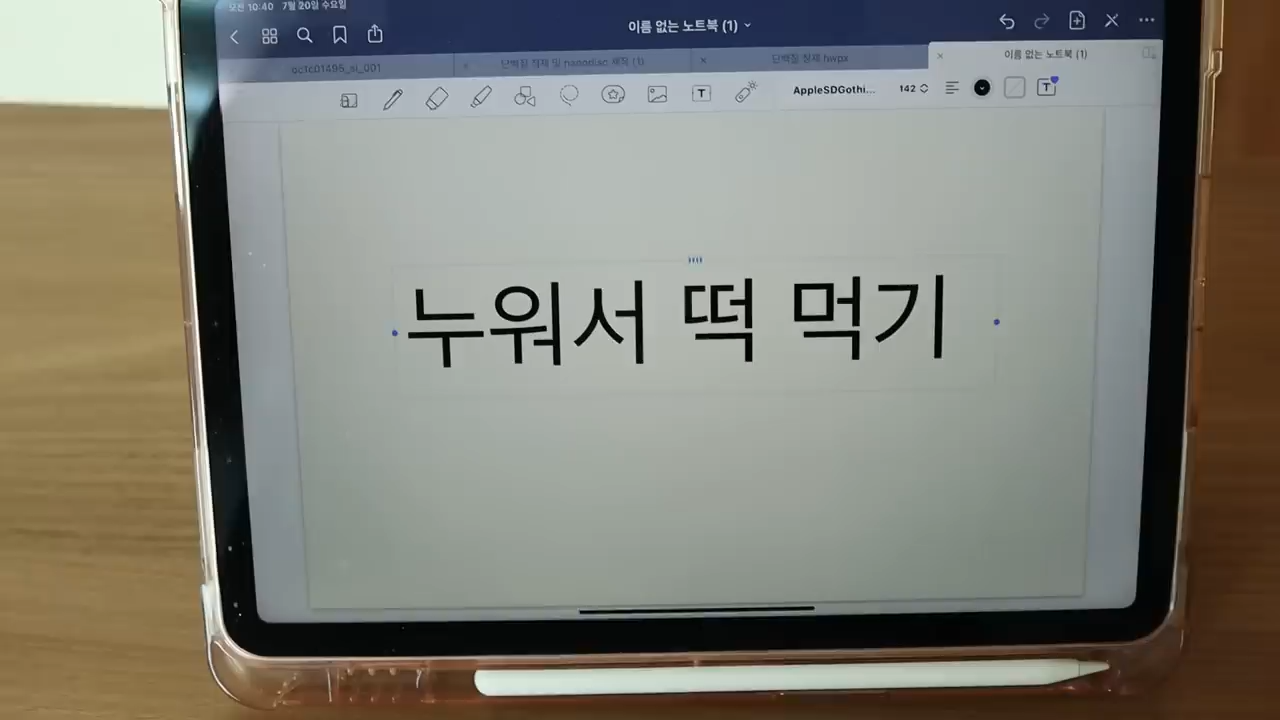 오전 10:40 7월 20일 수요일
이름 없는 노트북 (1)
oc1c01495_si_001
단백질 정제 및 nanodisc 제작 (1)
단백질 정제.hwpx
이름 없는 노트북 (1)
T
AppleSDGothi...
142
T
누워서 떡 먹기